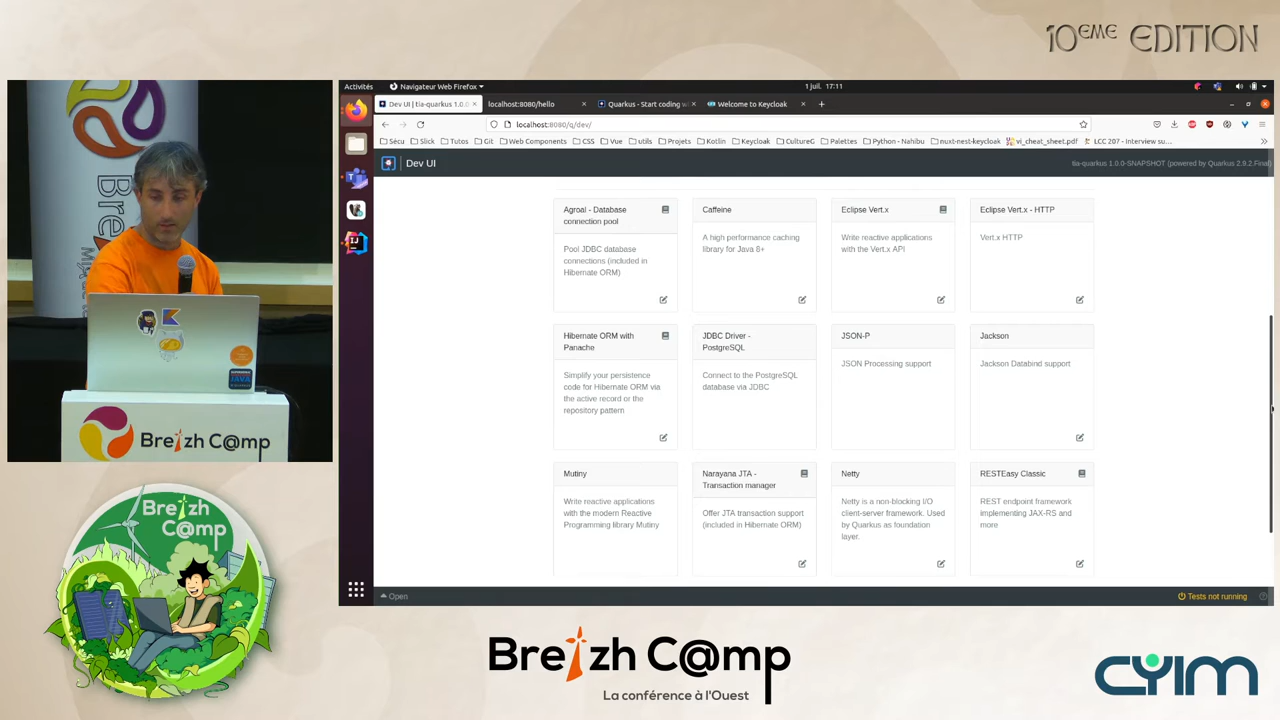 10ÈME EDITION
Activités
Navigateur Web Firefox
1 juil. 17:11
Dev UI | tia-quarkus 1.0.0
localhost:8080/hello
Quarkus - Start coding w
Welcome to Keycloak
localhost:8080/q/dev/
Sécu
Slick
Tutos
Git
Web Components
CSS
Vue
utils
Projets
Kotlin
Keycloak
CultureG
Palettes
Python - Nahibu
nuxt-nest-keycloak
vi_cheat_sheet.pdf
LCC 207 - Interview su...
Dev UI
tia-quarkus 1.0.0-SNAPSHOT (powered by Quarkus 2.9.2.Final)
Agroal - Database
connection pool
Pool JDBC database
connections (included in
Hibernate ORM)
Caffeine
A high performance caching
library for Java 8+
Eclipse Vert.x
Write reactive applications
with the Vert.x API
Eclipse Vert.x - HTTP
Vert.x HTTP
Hibernate ORM with
Panache
Simplify your persistence
code for Hibernate ORM via
the active record or the
repository pattern
JDBC Driver -
PostgreSQL
Connect to the PostgreSQL
database via JDBC
JSON-P
JSON Processing support
Jackson
Jackson Databind support
Mutiny
Write reactive applications
with the modern Reactive
Programming library Mutiny
Narayana JTA -
Transaction manager
Offer JTA transaction support
(included in Hibernate ORM)
Netty
Netty is a non-blocking I/O
client-server framework. Used
by Quarkus as foundation
layer.
RESTEasy Classic
REST endpoint framework
implementing JAX-RS and
more
Open
Tests not running
Bre
JAVA
Breizh C@mp
Breizh
C@mp
Breizh C@mp
La conférence à l'Ouest
CYIM